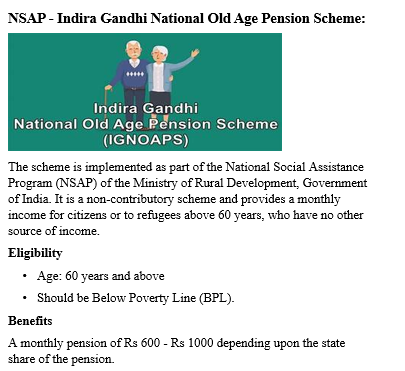 NSAP - Indira Gandhi National Old Age Pension Scheme:
Indira Gandhi
National Old Age Pension Scheme
(IGNOAPS)
The scheme is implemented as part of the National Social Assistance
Program (NSAP) of the Ministry of Rural Development, Government
of India. It is a non-contributory scheme and provides a monthly
income for citizens or to refugees above 60 years, who have no other
source of income.
Eligibility
• Age: 60 years and above
• Should be Below Poverty Line (BPL).
Benefits
A monthly pension of Rs 600 - Rs 1000 depending upon the state
share of the pension.